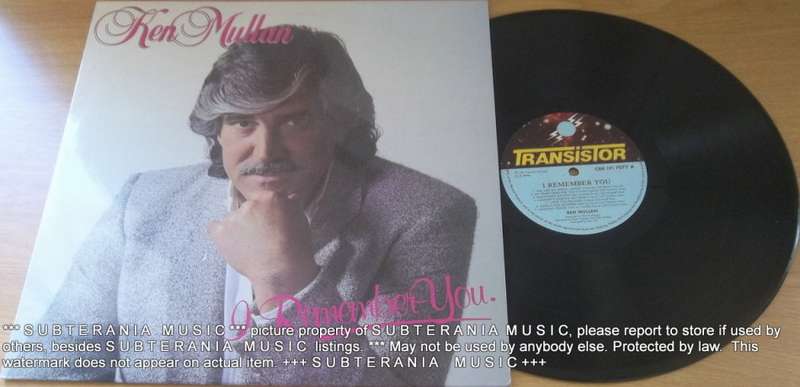 Ken Mullan
I Remember You.
TRANSISTOR
I REMEMBER YOU
KEN MULLAN
*** S U B T E R A N I A   M U S I C *** picture property of S U B T E R A N I A  M U S I C, please report to store if used by
others, besides S U B T E R A N I A   M U S I C  listings. *** May not be used by anybody else. Protected by law.  This
watermark does not appear on actual item. +++ S U B T E R A N I A   M U S I C +++